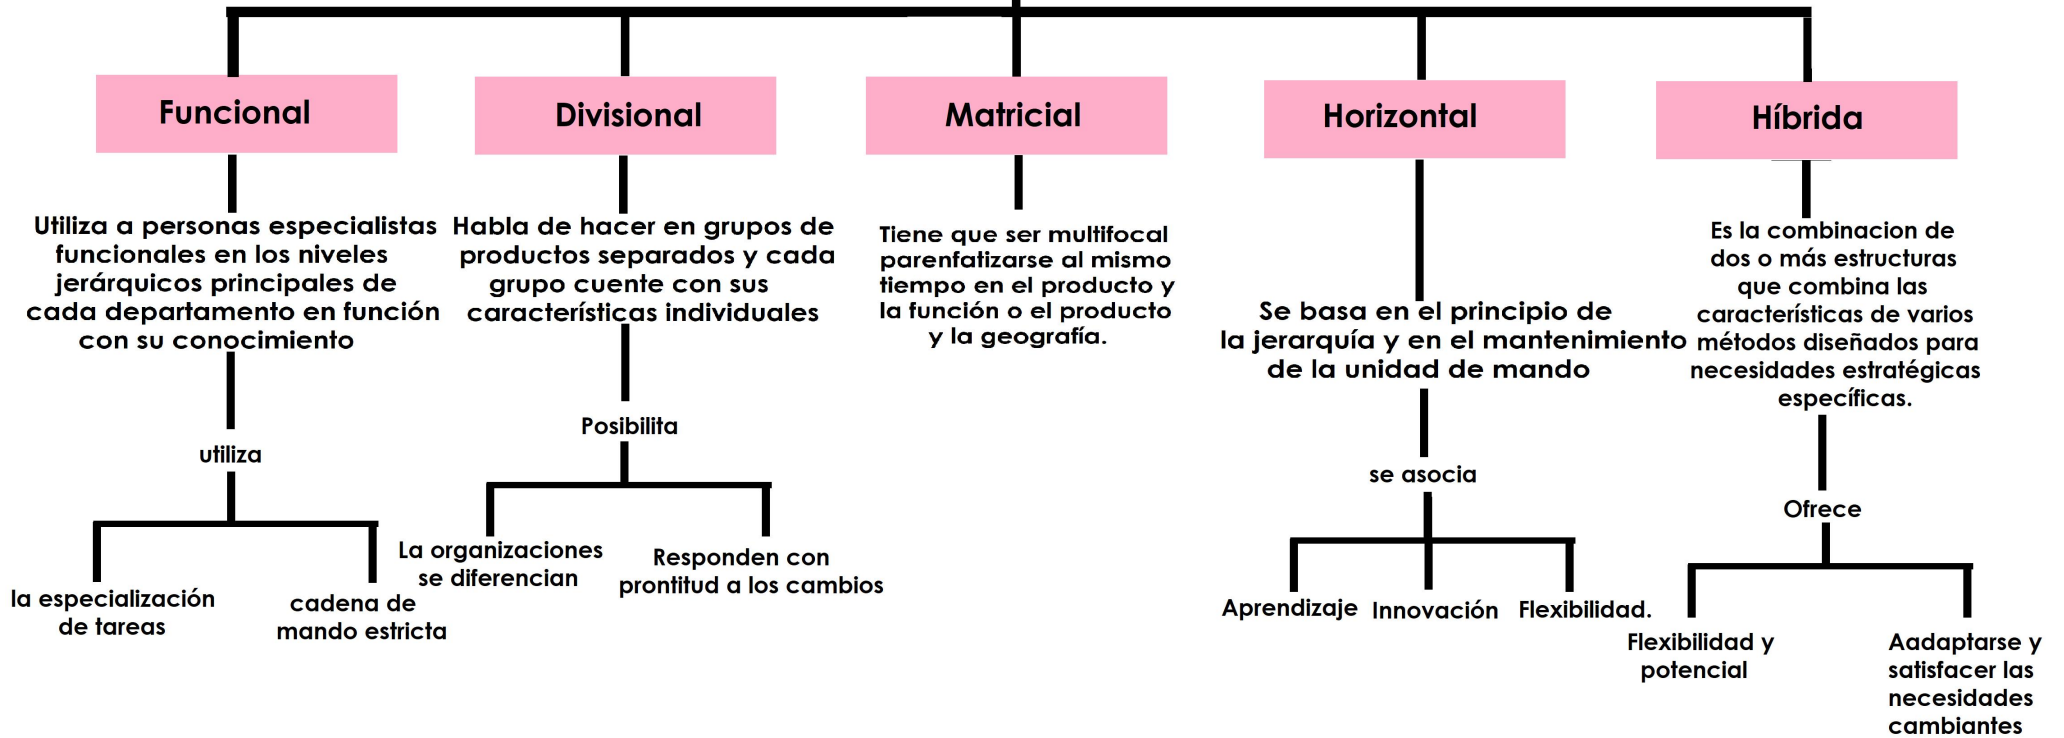 Funcional
Utiliza a personas especialistas
funcionales en los niveles
jerárquicos principales de
cada departamento en función
con su conocimiento
utiliza
la especialización
de tareas
cadena de
mando estricta
Divisional
Habla de hacer en grupos de
productos separados y cada
grupo cuente con sus
características individuales
Posibilita
La organizaciones
se diferencian
Responden con
prontitud a los cambios
Matricial
Tiene que ser multifocal
parenfatizarse al mismo
tiempo en el producto y
la función o el producto
y la geografía.
Horizontal
Se basa en el principio de
la jerarquía y en el mantenimiento
de la unidad de mando
se asocia
Aprendizaje
Innovación
Flexibilidad.
Híbrida
Es la combinacion de
dos o más estructuras
que combina las
características de varios
métodos diseñados para
necesidades estratégicas
específicas.
Ofrece
Flexibilidad y
potencial
Aadaptarse y
satisfacer las
necesidades
cambiantes